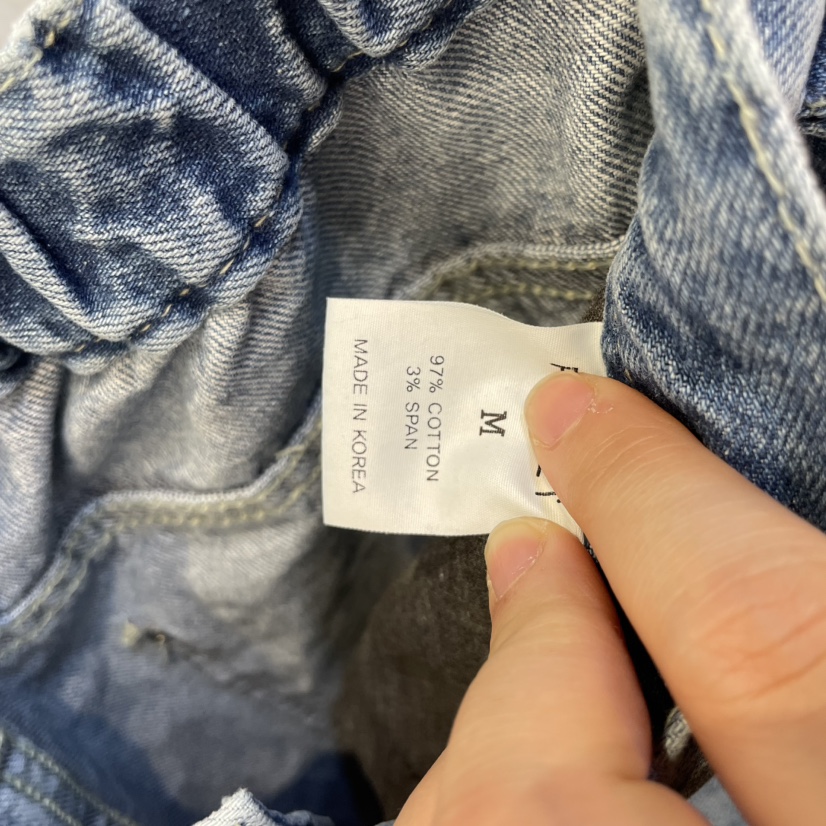 M
97% COTTON
3% SPAN
MADE IN KOREA